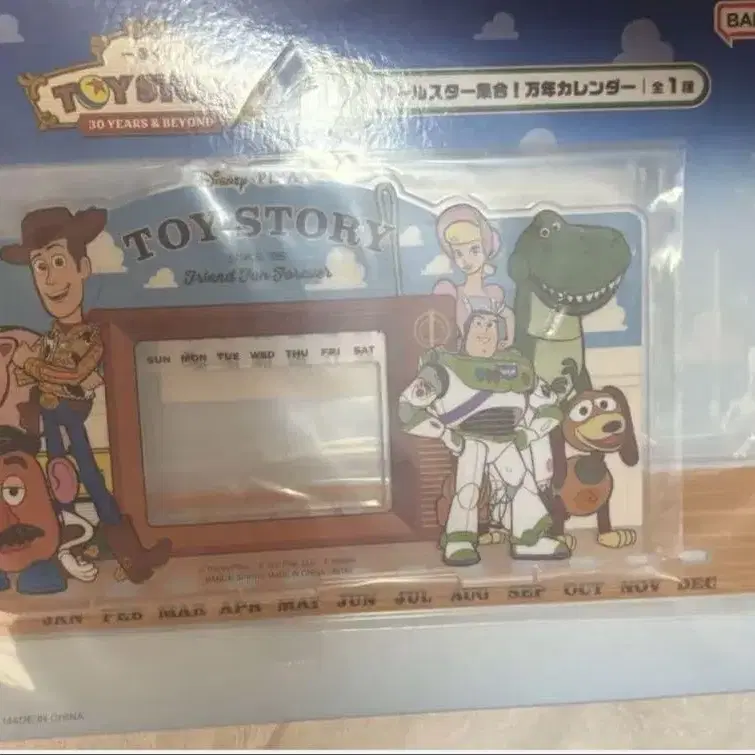 TOY STORY
30 YEARS & BEYOND
ールスター集合！万年カレンダー | 全1種
BAN
Disney
TOY STORY
Friend Fun Forever
SUN MON TUE WED THU FRI SAT
JAN FEB MAR APR MAY JUN JUL AUG SEP OCT NOV DEC
MADE IN CHINA